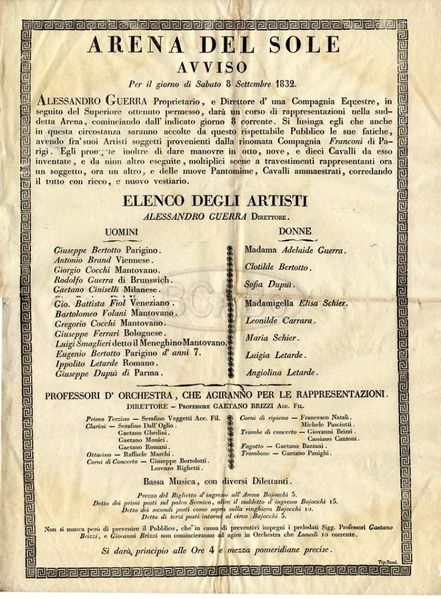 ARENA DEL SOLE
AVVISO
Per il giorno di Sabato 8 Settembre 1832.
ALESSANDRO GUERRA Proprietario, e Direttore d'una Compagnia Equestre, in
seguito del Superiore ottenuto permesso, darà un corso di rappresentazioni nella sud-
detta Arena, cominciando dall'indicato giorno 8 corrente. Si lusinga egli che anche
in questa circostanza saranno accolte da questo rispettabile Pubblico le sue fatiche,
avendo fra'suoi Artisti soggetti provenienti dalla rinomata Compagnia Franconi di Pa-
rigi. Egli promette inoltre di dare manovre in otto, nove, e dieci Cavalli da esso
inventate, e da niun altro eseguite, moltiplici scene a travestimenti rappresentanti ora
un soggetto, ora un altro, e delle nuove Pantomime, Cavalli ammaestrati, corredando
il tutto con ricco, e nuovo vestiario.
ELENCO DEGLI ARTISTI
ALESSANDRO GUERRA DIRETTORE.
UOMINI
Giuseppe Bertotto Parigino.
Antonio Brand Viennese.
Giorgio Cocchi Mantovano.
Rodolfo Guerra di Brunswich.
Gaetano Ciniselli Milanese.
Gio. Battista Fiol Veneziano.
Bartolomeo Volani Mantovano.
Gregorio Cocchi Mantovano.
Giuseppe Ferrari Bolognese.
Luigi Smaglieri detto il Meneghino Mantovano.
Eugenio Bertotto Parigino d'anni 7.
Ippolito Letarde Romano.
Giuseppe Dupuì di Parma.
DONNE
Madama Adelaide Guerra.
Clotilde Bertotto.
Sofia Dupuì.
Madamigella Elisa Schier.
Leonilde Carrara.
Maria Schier.
Luigia Letarde.
Angiolina Letarde.
PROFESSORI D'ORCHESTRA, CHE AGIRANNO PER LE RAPPRESENTAZIONI.
DIRETTORE – PROFESSORE GAETANO BRIZZI ACC. FIL.
Primo Terzino – Serafino Veggetti Acc. Fil.
Clarini – Serafino Dall'Oglio
Gaetano Ghelini
Gaetano Monici
Gaetano Romani.
Ottavino – Raffaele Maschi.
Corni di Concerto – Giuseppe Bortolotti
Lorenzo Righetti.
Corni di ripieno – Francesco Natali.
Michele Pasciutti.
Trombe di concerto – Giovanni Brizzi
Cassiano Cantoni.
Fagotto – Gaetano Bazzani.
Trombone – Gaetano Panighi.
Bassa Musica, con diversi Dilettanti.
Prezzo del Biglietto d'ingresso all'Arena Bajocchi 5.
Detto dei primi posti nel palco Scenico, oltre il suddetto d'ingresso Bajocchi 15.
Detto dei secondi posti come sopra nella ringhiera Bajocchi 10.
Detto di terzi posti intorno al circo Bajocchi 5.
Non si manca però di prevenire il Pubblico, che in causa di preventivi impegni i prelodati Sigg. Professori Gaetano
Brizzi, e Giovanni Brizzi non cominceranno ad agire in Orchestra che Lunedì 10 corrente.
Si darà principio alle Ore 4 e mezza pomeridiane precise.